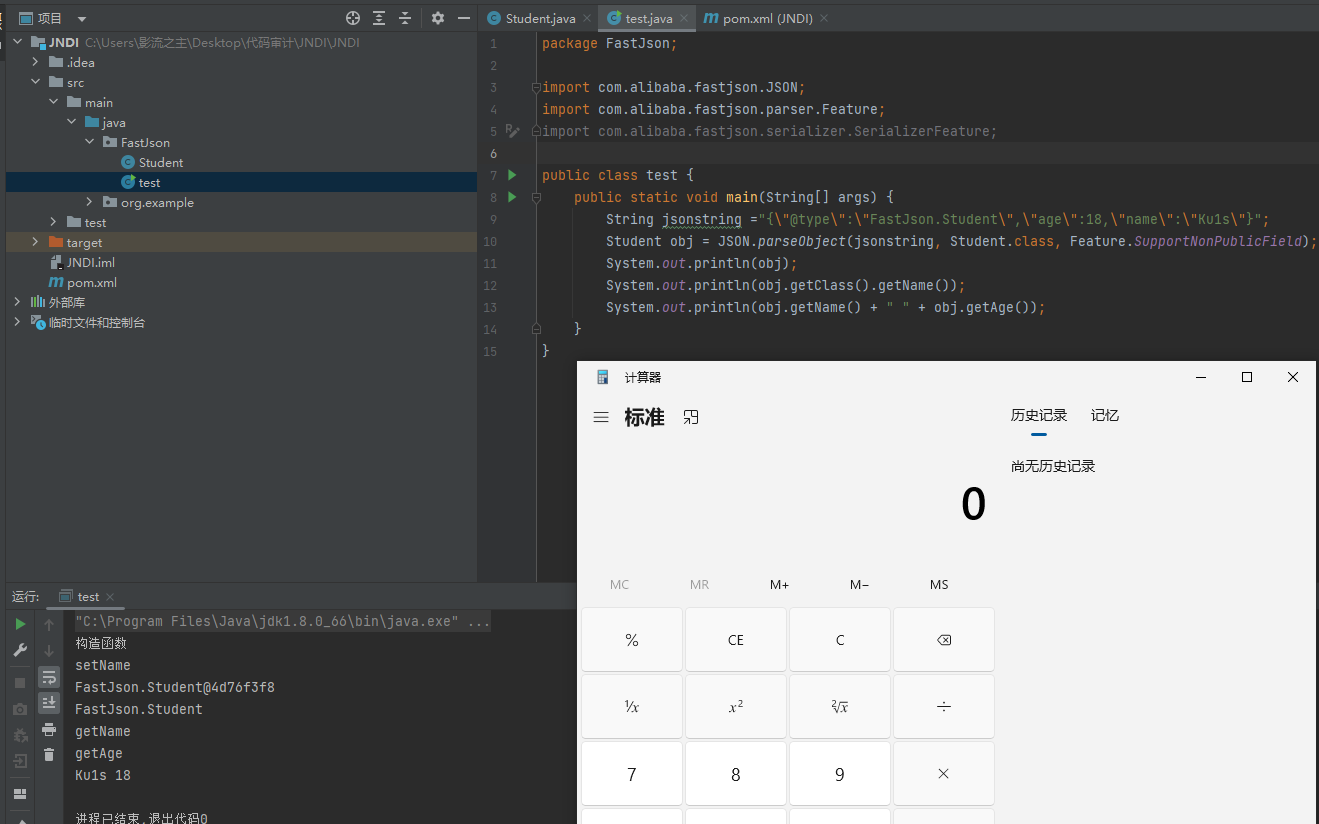 项目
Student.java
test.java
pom.xml (JNDI)
JNDI C:\Users\影流之主\Desktop\代码审计\JNDI\JNDI
.idea
src
main
java
FastJson
Student
test
org.example
test
target
JNDI.iml
pom.xml
外部库
临时文件和控制台
1 package FastJson;
2
3 import com.alibaba.fastjson.JSON;
4 import com.alibaba.fastjson.parser.Feature;
5 import com.alibaba.fastjson.serializer.SerializerFeature;
6
7 public class test {
8 public static void main(String[] args) {
9 String jsonstring ="{\"@type\":\"FastJson.Student\",\"age\":18,\"name\":\"Ku1s\"}";
10 Student obj = JSON.parseObject(jsonstring, Student.class, Feature.SupportNonPublicField);
11 System.out.println(obj);
12 System.out.println(obj.getClass().getName());
13 System.out.println(obj.getName() + " " + obj.getAge());
14 }
15 }
计算器
标准
历史记录 记忆
尚无历史记录
0
MC MR M+ M− MS
% CE C
⅟x x² ²√x ÷
7 8 9 ×
运行: test
"C:\Program Files\Java\jdk1.8.0_66\bin\java.exe" ...
构造函数
setName
FastJson.Student@4d76f3f8
FastJson.Student
getName
getAge
Ku1s 18
进程已结束,退出代码0